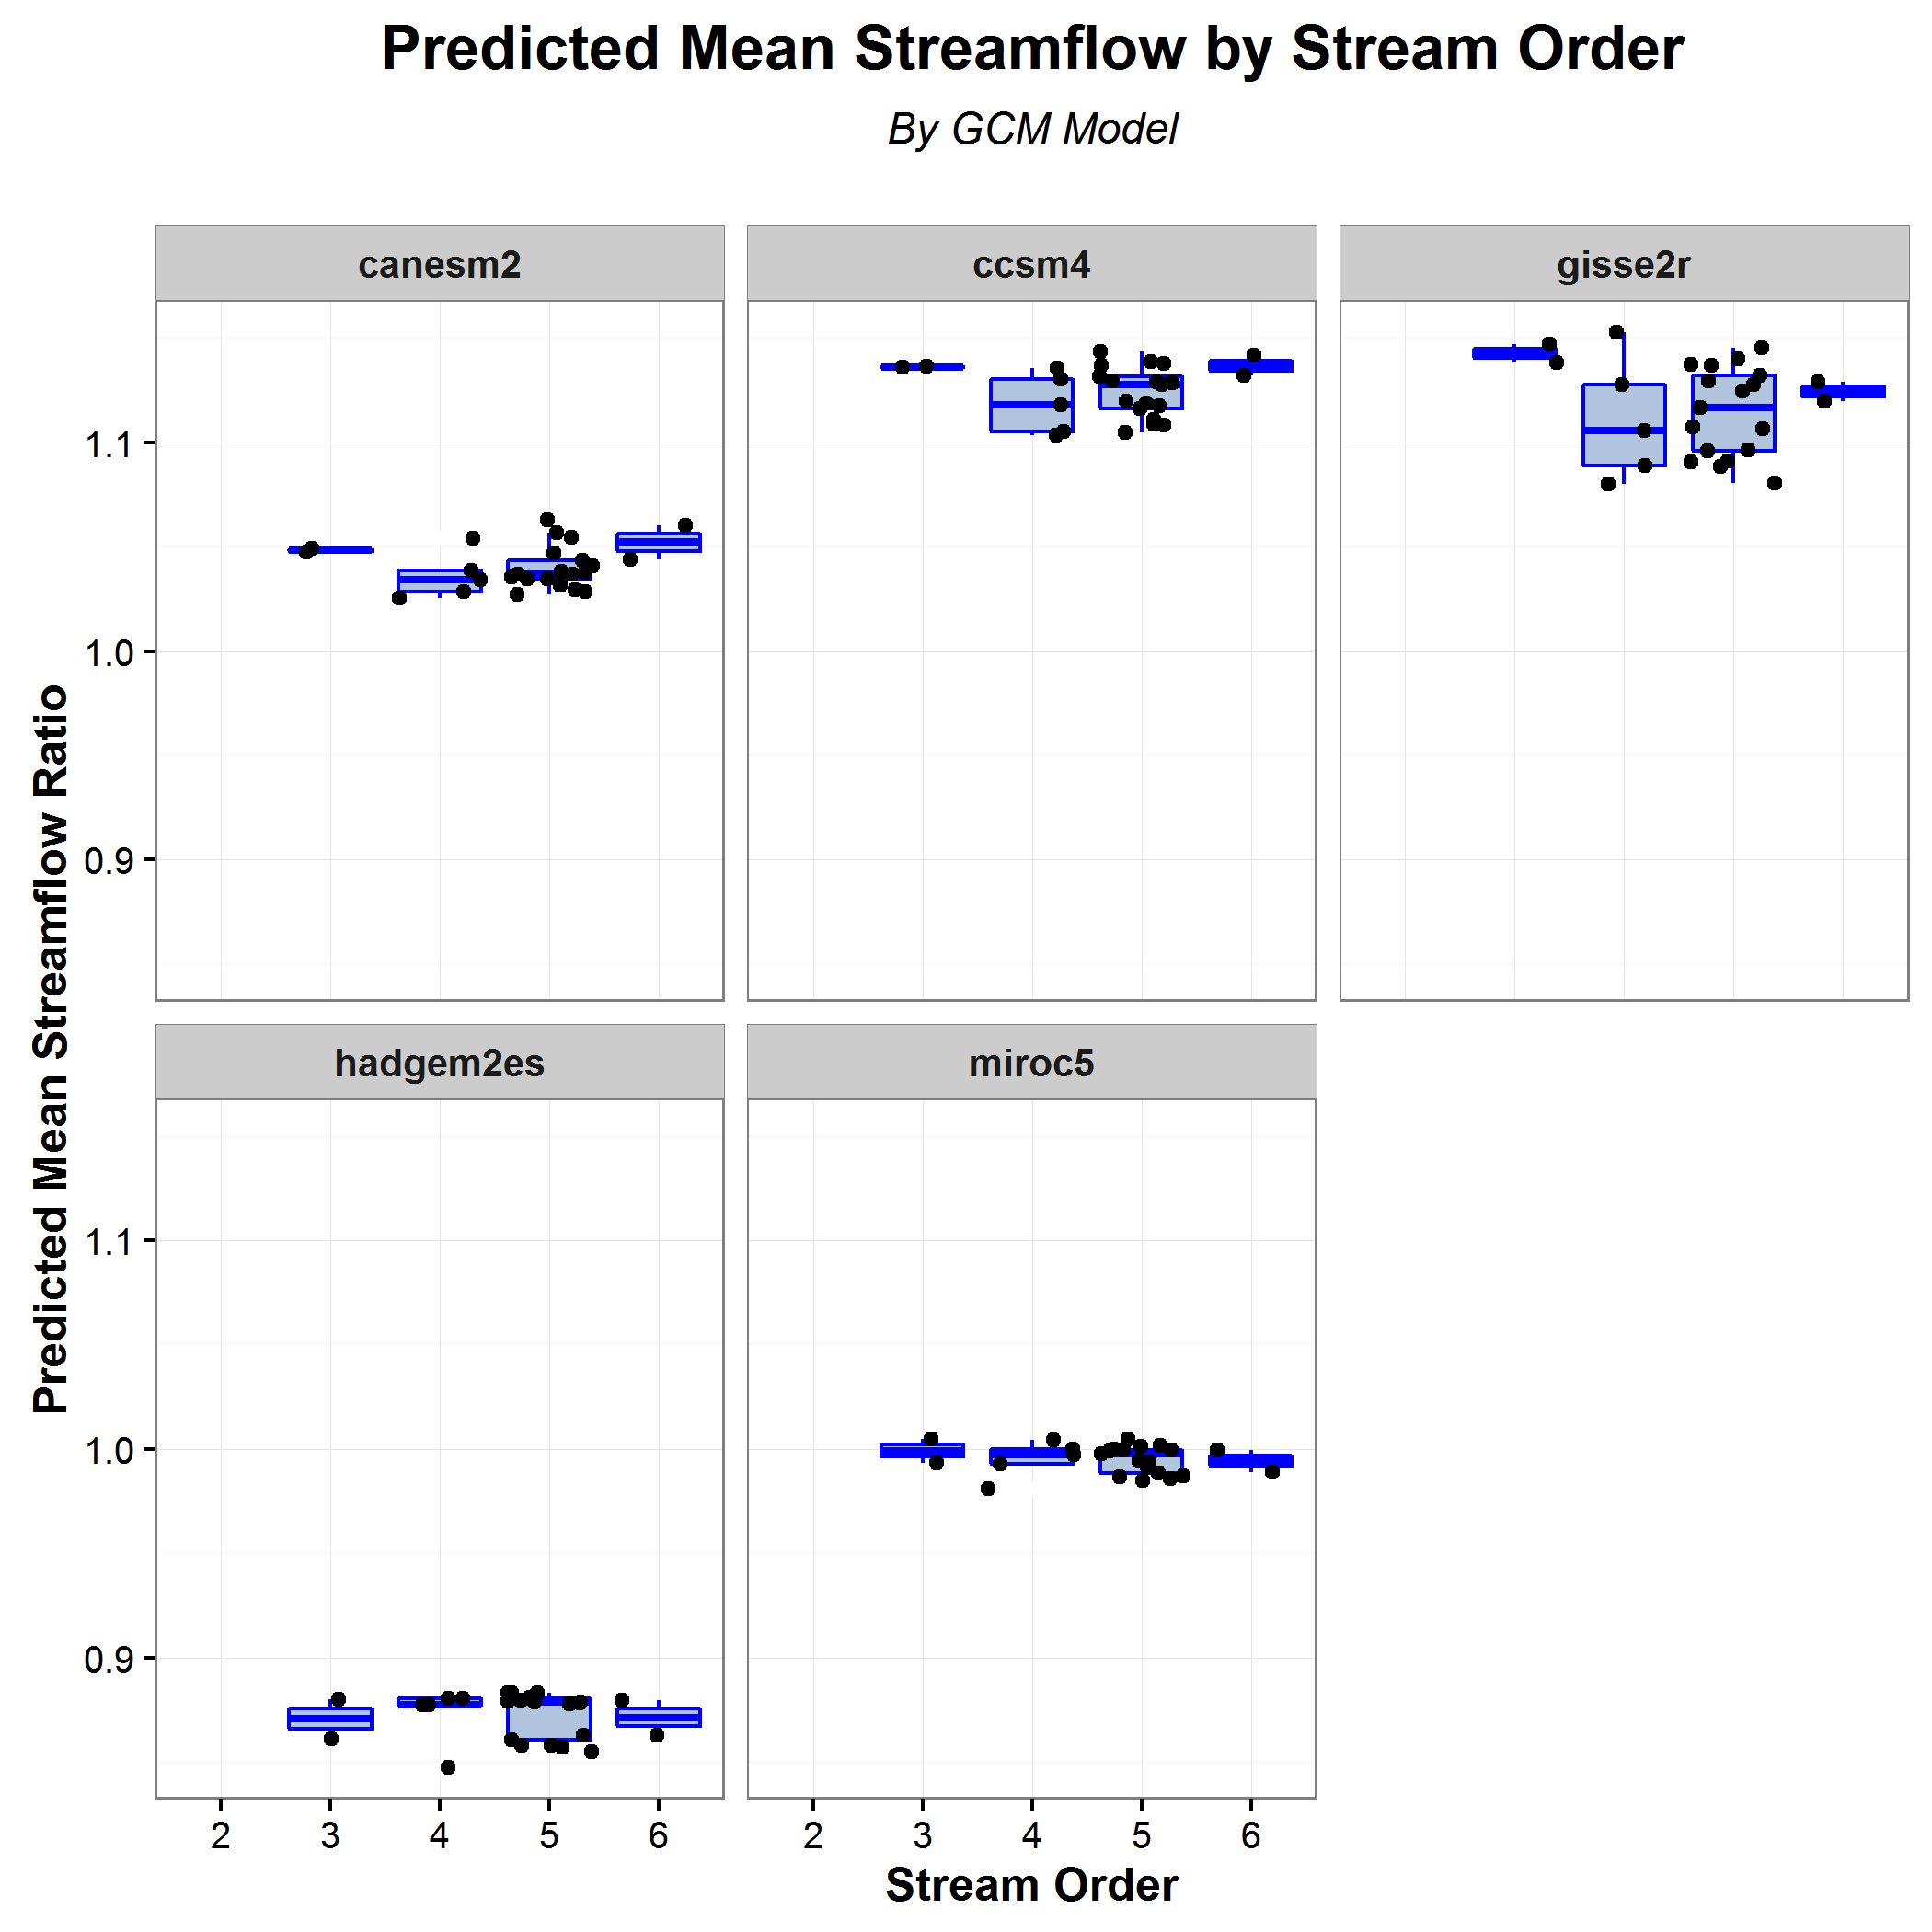 Predicted Mean Streamflow by Stream Order
By GCM Model
canesm2
ccsm4
gisse2r
1.1
1.0
0.9
Predicted Mean Streamflow Ratio
hadgem2es
miroc5
1.1
1.0
0.9
2 3 4 5 6
2 3 4 5 6
Stream Order